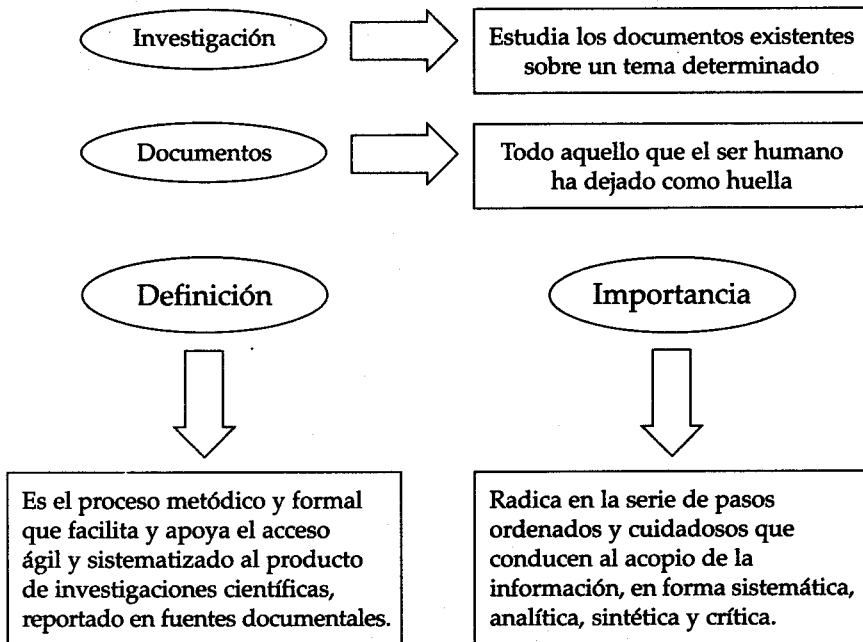 Investigación
Estudia los documentos existentes
sobre un tema determinado
Documentos
Todo aquello que el ser humano
ha dejado como huella
Definición
Importancia
Es el proceso metódico y formal
que facilita y apoya el acceso
ágil y sistematizado al producto
de investigaciones científicas,
reportado en fuentes documentales.
Radica en la serie de pasos
ordenados y cuidadosos que
conducen al acopio de la
información, en forma sistemática,
analítica, sintética y crítica.